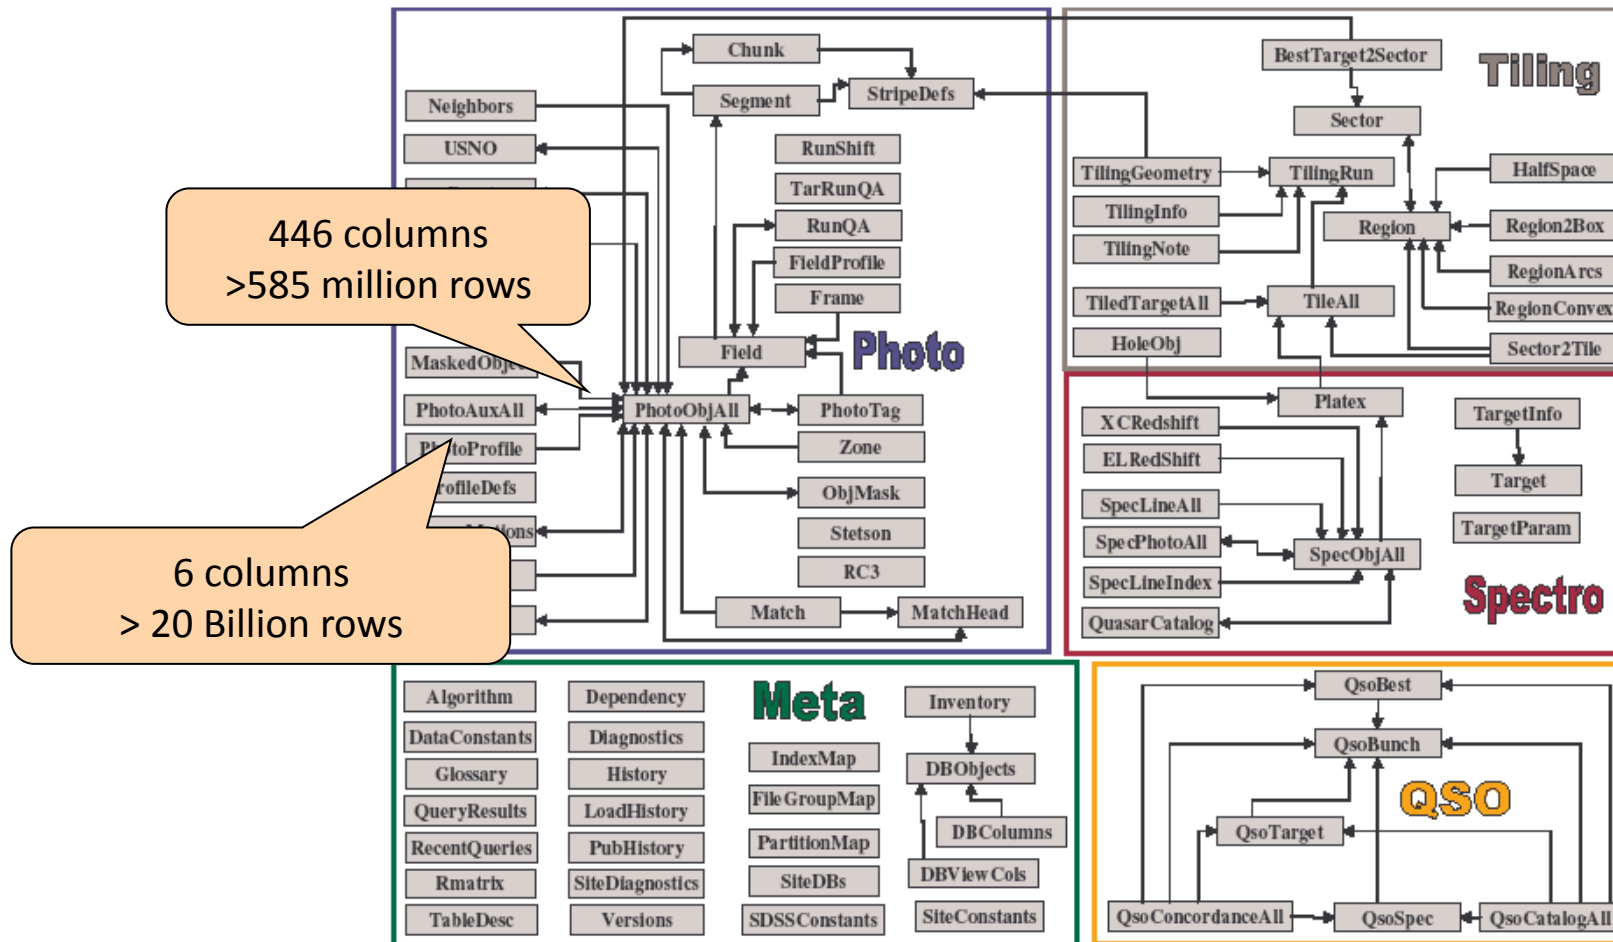 Chunk
Segment
StripeDefs
Neighbors
USNO
RunShift
TarRunQA
RunQA
FieldProfile
Frame
Field
Photo
446 columns
>585 million rows
MaskedObject
PhotoAuxAll
PhotoObjAll
PhotoTag
PhotoProfile
Zone
ProfileDefs
ObjMask
Stetson
RC3
Match
MatchHead
6 columns
> 20 Billion rows
BestTarget2Sector
Tiling
Sector
TilingGeometry
TilingRun
HalfSpace
TilingInfo
Region
Region2Box
TilingNote
RegionArcs
TiledTargetAll
TileAll
RegionConvex
HoleObj
Sector2Tile
Platex
TargetInfo
XCRedshift
ELRedShift
Target
SpecLineAll
TargetParam
SpecPhotoAll
SpecObjAll
SpecLineIndex
Spectro
QuasarCatalog
Algorithm
Dependency
Meta
Inventory
DataConstants
Diagnostics
IndexMap
DBObjects
Glossary
History
FileGroupMap
QueryResults
LoadHistory
DBColumns
RecentQueries
PubHistory
PartitionMap
DBViewCols
Rmatrix
SiteDiagnostics
SiteDBs
TableDesc
Versions
SDSSConstants
SiteConstants
QsoBest
QsoBunch
QSO
QsoTarget
QsoConcordanceAll
QsoSpec
QsoCatalogAll